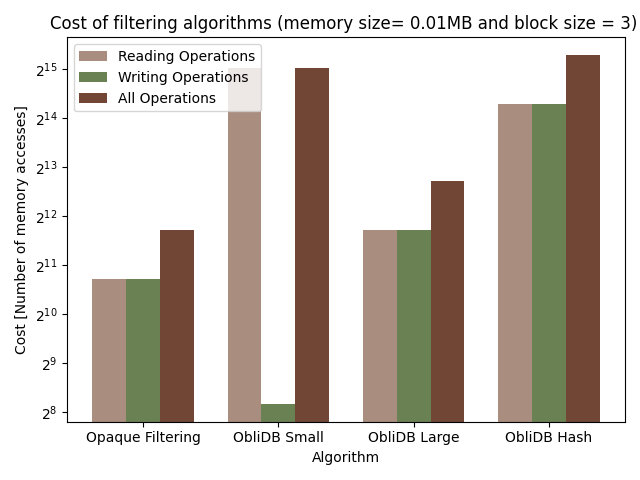 Cost of filtering algorithms (memory size= 0.01MB and block size = 3)
Reading Operations
Writing Operations
All Operations
Cost [Number of memory accesses]
2^15
2^14
2^13
2^12
2^11
2^10
2^9
2^8
Opaque Filtering ObliDB Small ObliDB Large ObliDB Hash
Algorithm